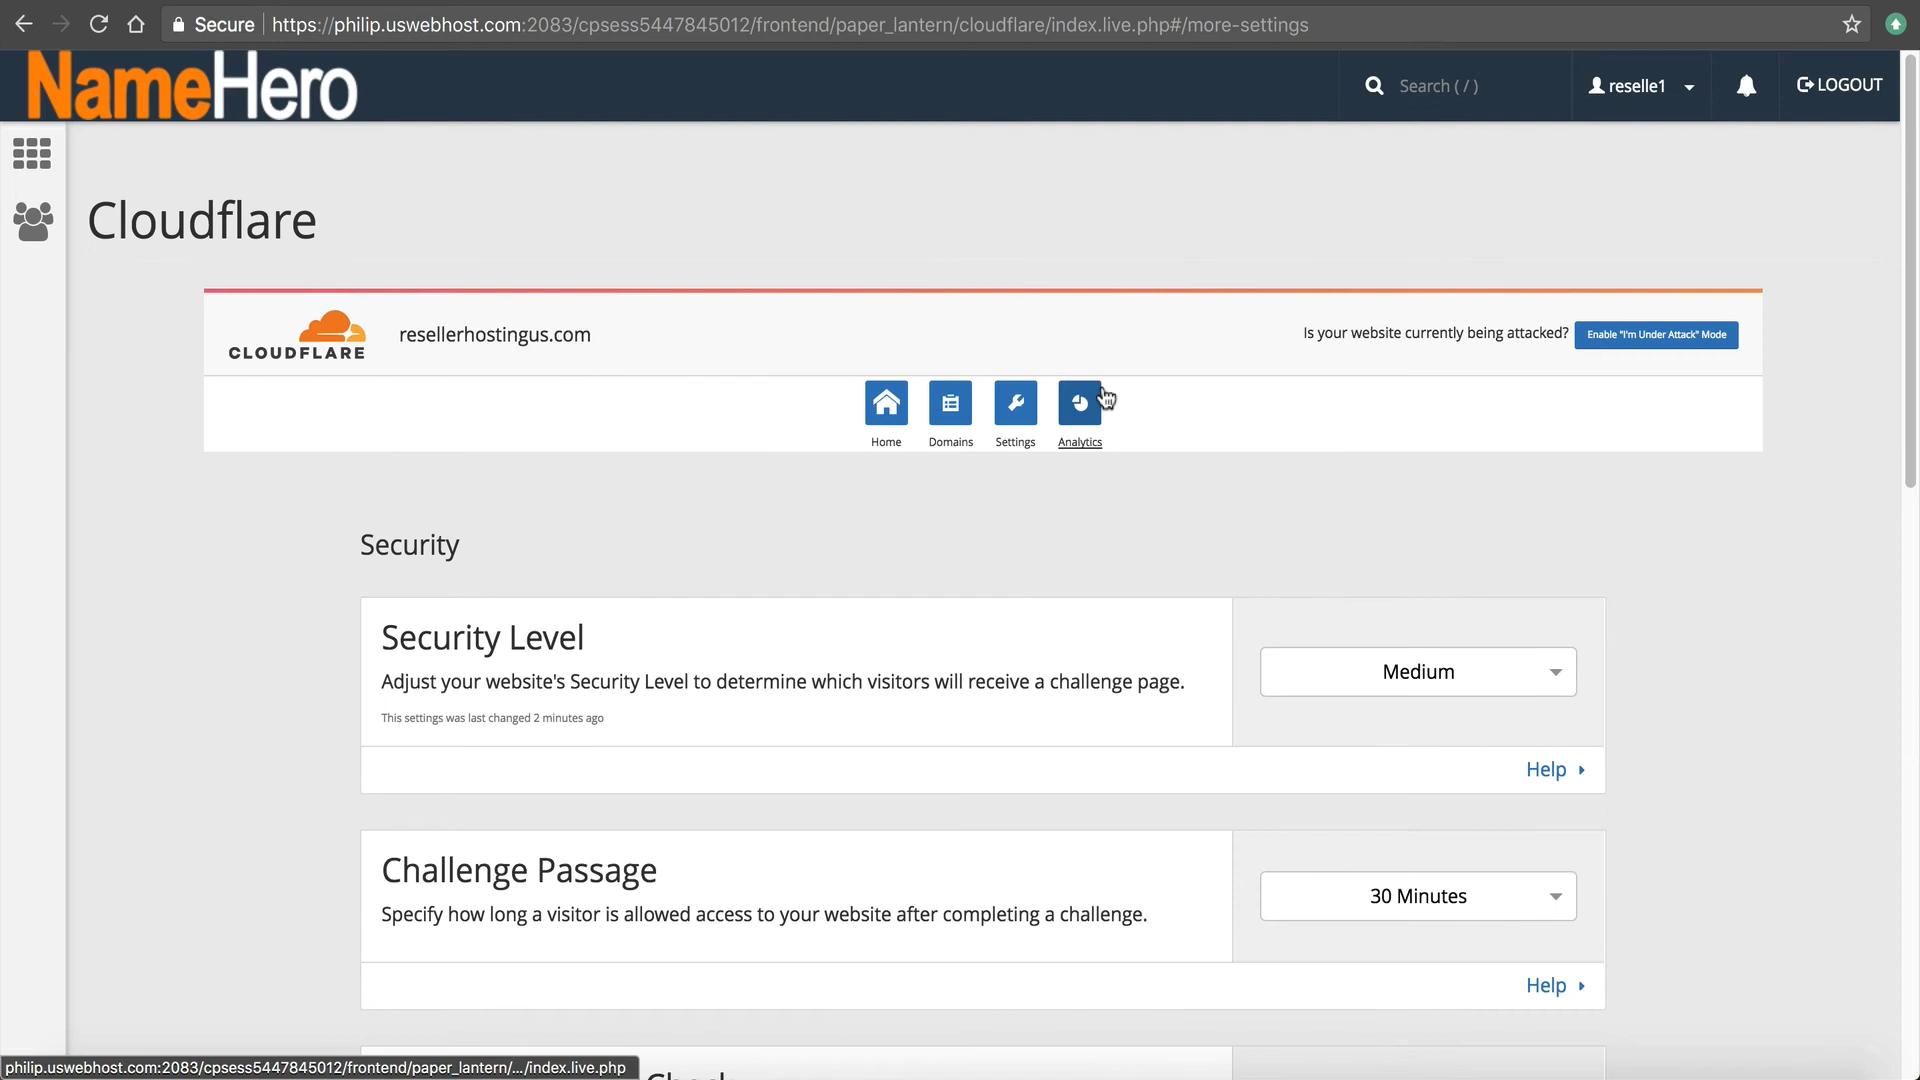 Secure https://philip.uswebhost.com:2083/cpsess5447845012/frontend/paper_lantern/cloudflare/index.live.php#/more-settings
NameHero
Search ( / )
reselle1
LOGOUT
Cloudflare
CLOUDFLARE
resellerhostingus.com
Is your website currently being attacked?
Enable "I'm Under Attack" Mode
Home
Domains
Settings
Analytics
Security
Security Level
Adjust your website's Security Level to determine which visitors will receive a challenge page.
This settings was last changed 2 minutes ago
Medium
Help
Challenge Passage
Specify how long a visitor is allowed access to your website after completing a challenge.
30 Minutes
Help
philip.uswebhost.com:2083/cpsess5447845012/frontend/paper_lantern/.../index.live.php